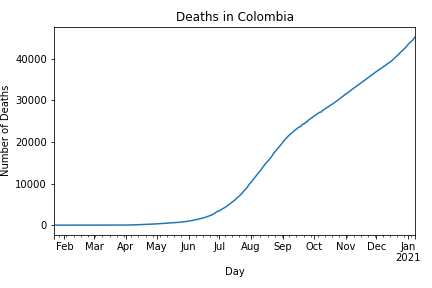 Deaths in Colombia
Number of Deaths
40000
30000
20000
10000
0
Feb Mar Apr May Jun Jul Aug Sep Oct Nov Dec Jan
2021
Day